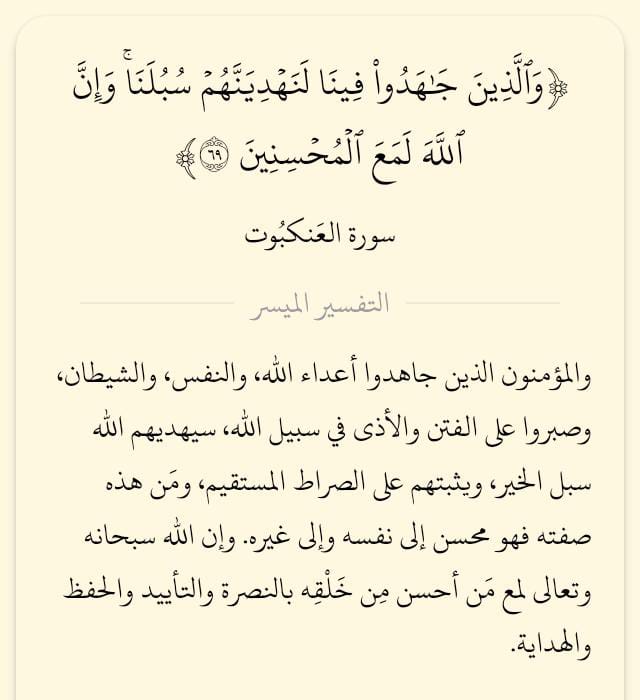 ﴿وَٱلَّذِينَ جَـٰهَدُوا۟ فِينَا لَنَهۡدِيَنَّهُمۡ سُبُلَنَاۚ وَإِنَّ
ٱللَّهَ لَمَعَ ٱلۡمُحۡسِنِينَ ٦٩﴾
سورة العَنكبُوت
التفسير الميسر
والمؤمنون الذين جاهدوا أعداء الله، والنفس، والشيطان،
وصبروا على الفتن والأذى في سبيل الله، سيهديهم الله
سبل الخير، ويثبتهم على الصراط المستقيم، ومَن هذه
صفته فهو محسن إلى نفسه وإلى غيره. وإن الله سبحانه
وتعالى لمع مَن أحسن مِن خَلْقِه بالنصرة والتأييد والحفظ
والهداية.